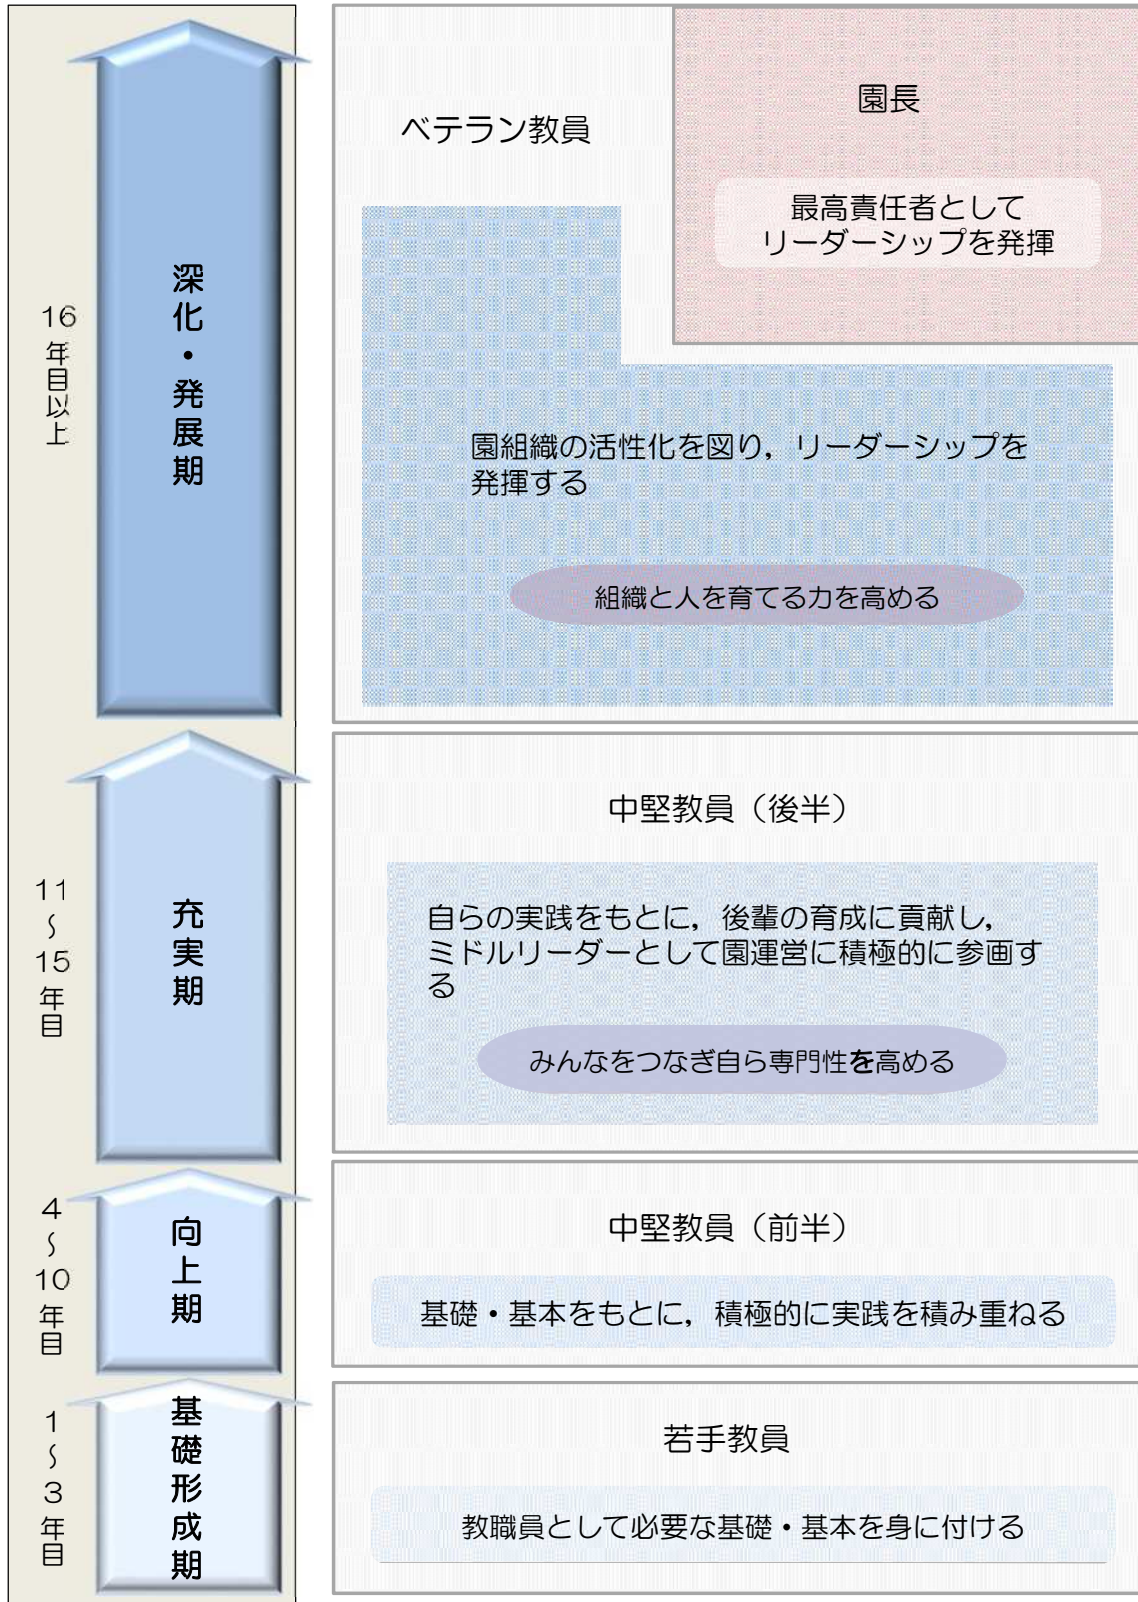 16年目以上
深化・発展期
ベテラン教員
園長
最高責任者として
リーダーシップを発揮
園組織の活性化を図り，リーダーシップを
発揮する
組織と人を育てる力を高める
11～15年目
充実期
中堅教員（後半）
自らの実践をもとに，後輩の育成に貢献し，
ミドルリーダーとして園運営に積極的に参画す
る
みんなをつなぎ自ら専門性を高める
4～10年目
向上期
中堅教員（前半）
基礎・基本をもとに，積極的に実践を積み重ねる
1～3年目
基礎形成期
若手教員
教職員として必要な基礎・基本を身に付ける